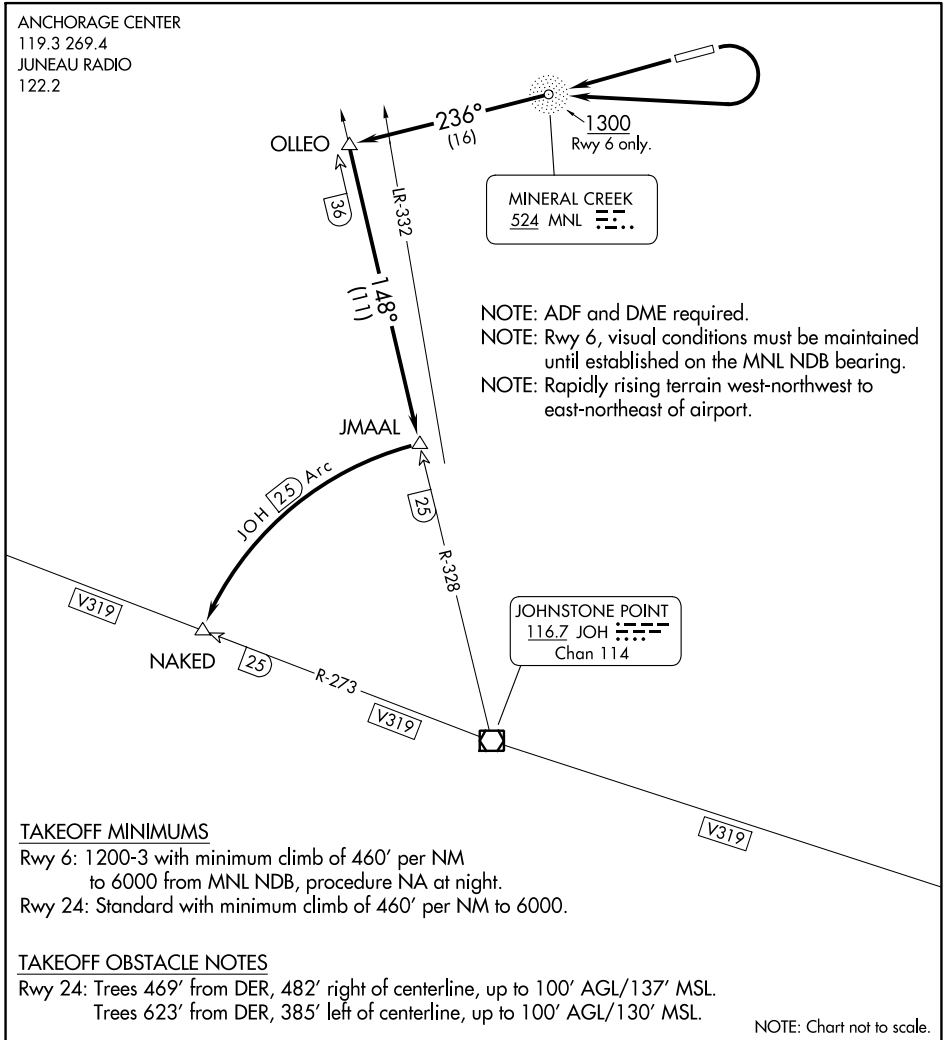 ANCHORAGE CENTER
119.3 269.4
JUNEAU RADIO
122.2
236°
(16)
1300
Rwy 6 only.
OLLEO
36
LR-332
MINERAL CREEK
524 MNL
148°
(11)
NOTE: ADF and DME required.
NOTE: Rwy 6, visual conditions must be maintained
until established on the MNL NDB bearing.
NOTE: Rapidly rising terrain west-northwest to
east-northeast of airport.
JMAAL
JOH 25 Arc
25
R-328
V319
JOHNSTONE POINT
116.7 JOH
Chan 114
NAKED
25
R-273
V319
V319
TAKEOFF MINIMUMS
Rwy 6: 1200-3 with minimum climb of 460' per NM
to 6000 from MNL NDB, procedure NA at night.
Rwy 24: Standard with minimum climb of 460' per NM to 6000.
TAKEOFF OBSTACLE NOTES
Rwy 24: Trees 469' from DER, 482' right of centerline, up to 100' AGL/137' MSL.
Trees 623' from DER, 385' left of centerline, up to 100' AGL/130' MSL.
NOTE: Chart not to scale.